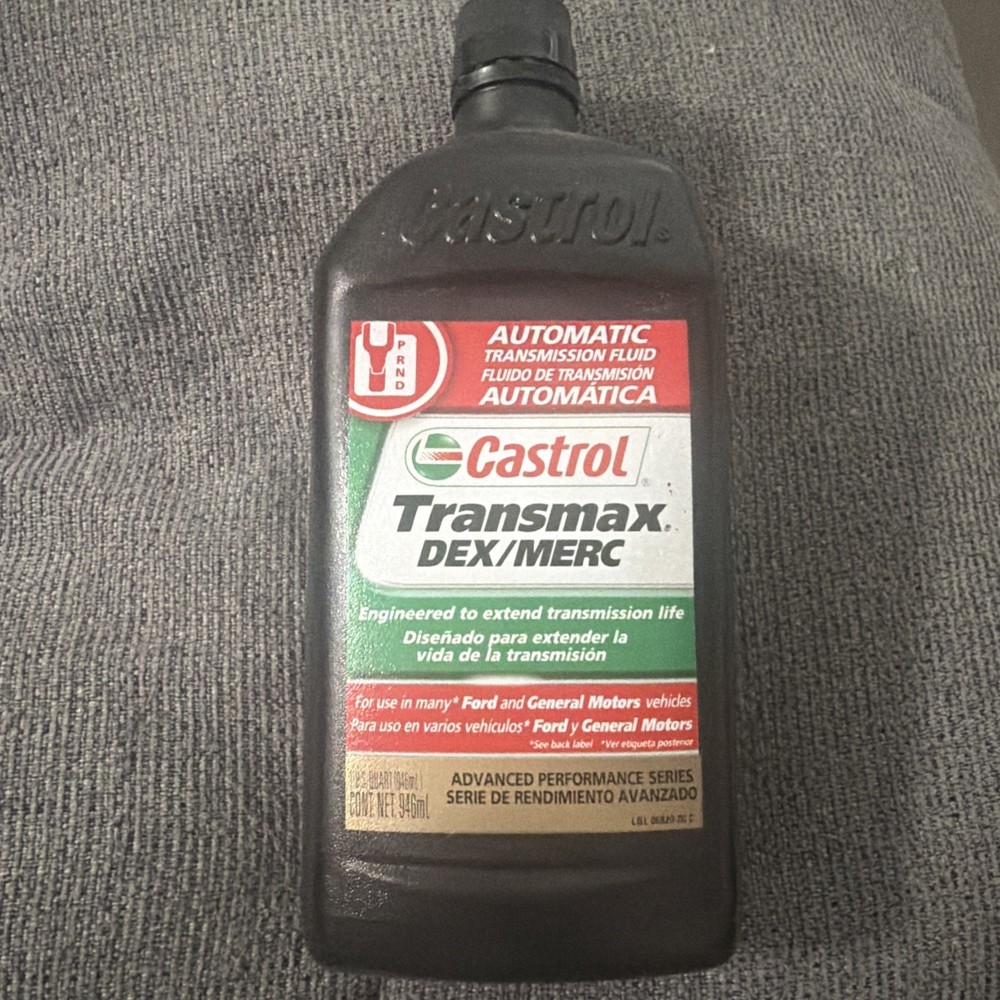 Castrol
P
R
N
D
AUTOMATIC
TRANSMISSION FLUID
FLUIDO DE TRANSMISIÓN
AUTOMÁTICA
Castrol®
Transmax®
DEX/MERC
Engineered to extend transmission life
Diseñado para extender la
vida de la transmisión
For use in many* Ford and General Motors vehicles
Para uso en varios vehículos* Ford y General Motors
*See back label *Ver etiqueta posterior
U.S. QUART (946mL)
CONT. NET. 946mL
ADVANCED PERFORMANCE SERIES
SERIE DE RENDIMIENTO AVANZADO